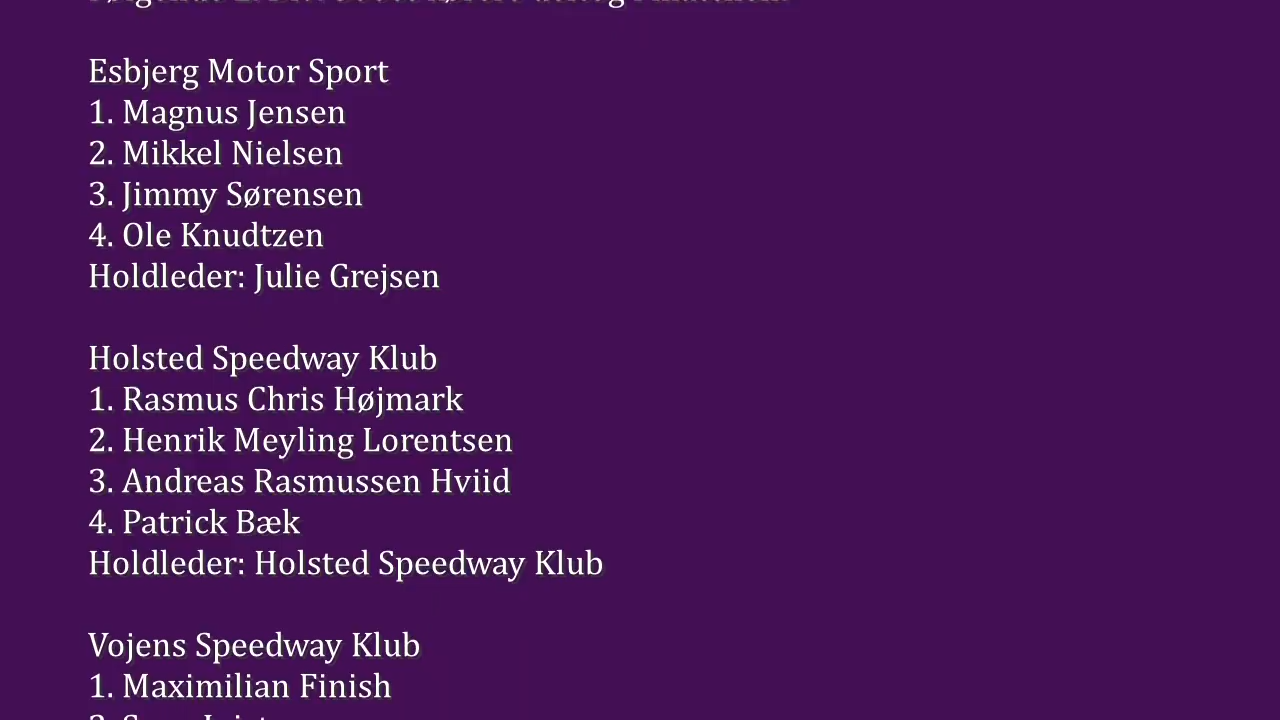 Esbjerg Motor Sport
1. Magnus Jensen
2. Mikkel Nielsen
3. Jimmy Sørensen
4. Ole Knudtzen
Holdleder: Julie Grejsen
Holsted Speedway Klub
1. Rasmus Chris Højmark
2. Henrik Meyling Lorentsen
3. Andreas Rasmussen Hviid
4. Patrick Bæk
Holdleder: Holsted Speedway Klub
Vojens Speedway Klub
1. Maximilian Finish